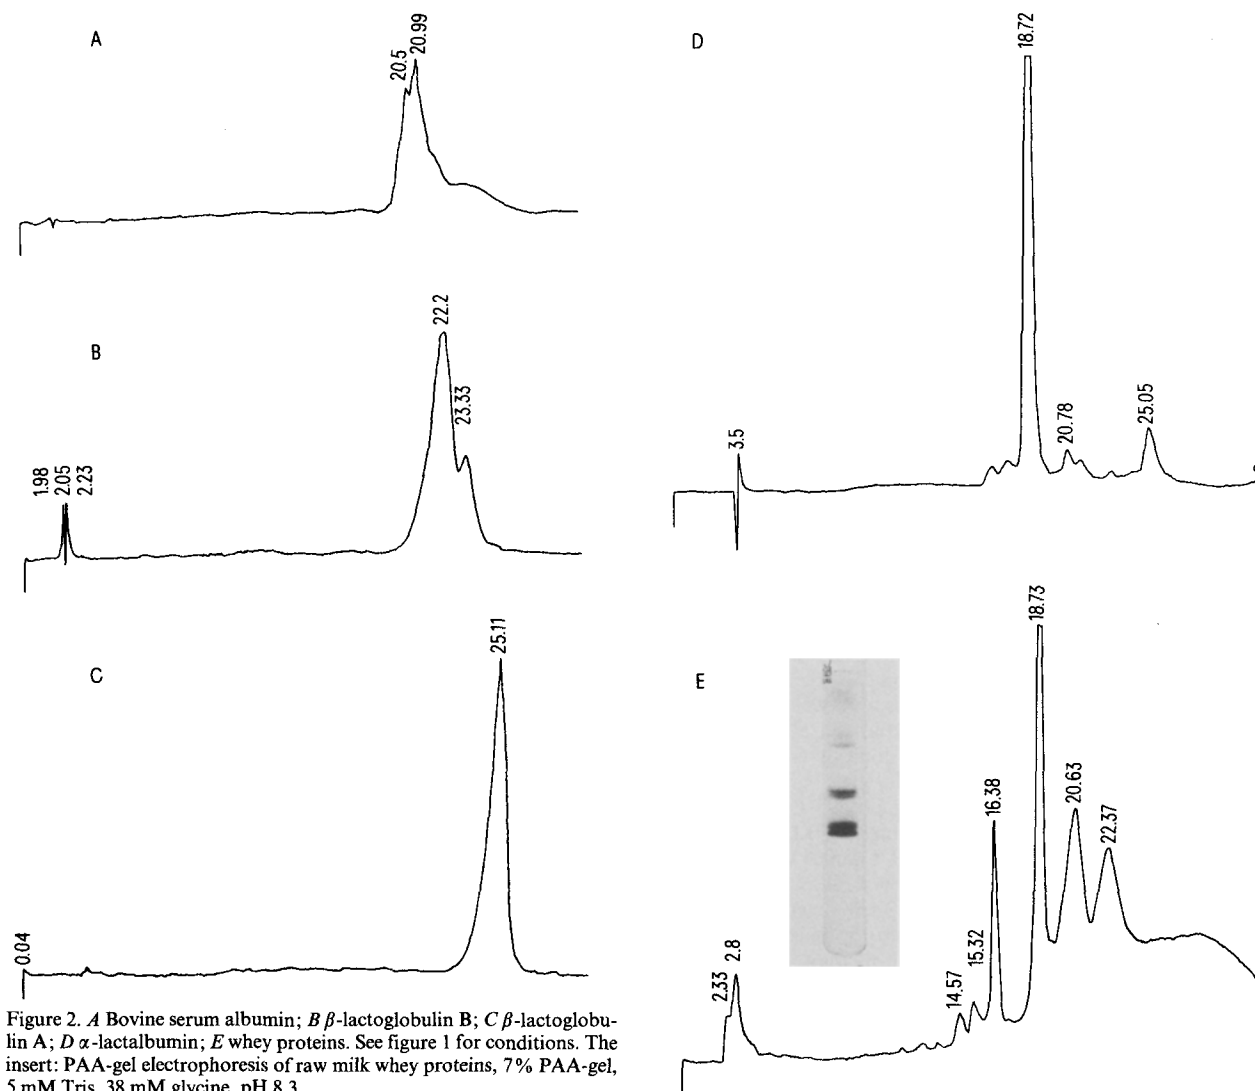 A
20.5
20.99
B
1.98
2.05
2.23
22.2
23.33
C
0.04
25.11
D
3.5
18.72
20.78
25.05
E
2.33
2.8
14.57
15.32
16.38
18.73
20.63
22.37
Figure 2. A Bovine serum albumin; B β-lactoglobulin B; C β-lactoglobu-
lin A; D α-lactalbumin; E whey proteins. See figure 1 for conditions. The
insert: PAA-gel electrophoresis of raw milk whey proteins, 7% PAA-gel,
5 mM Tris, 38 mM glycine, pH 8.3